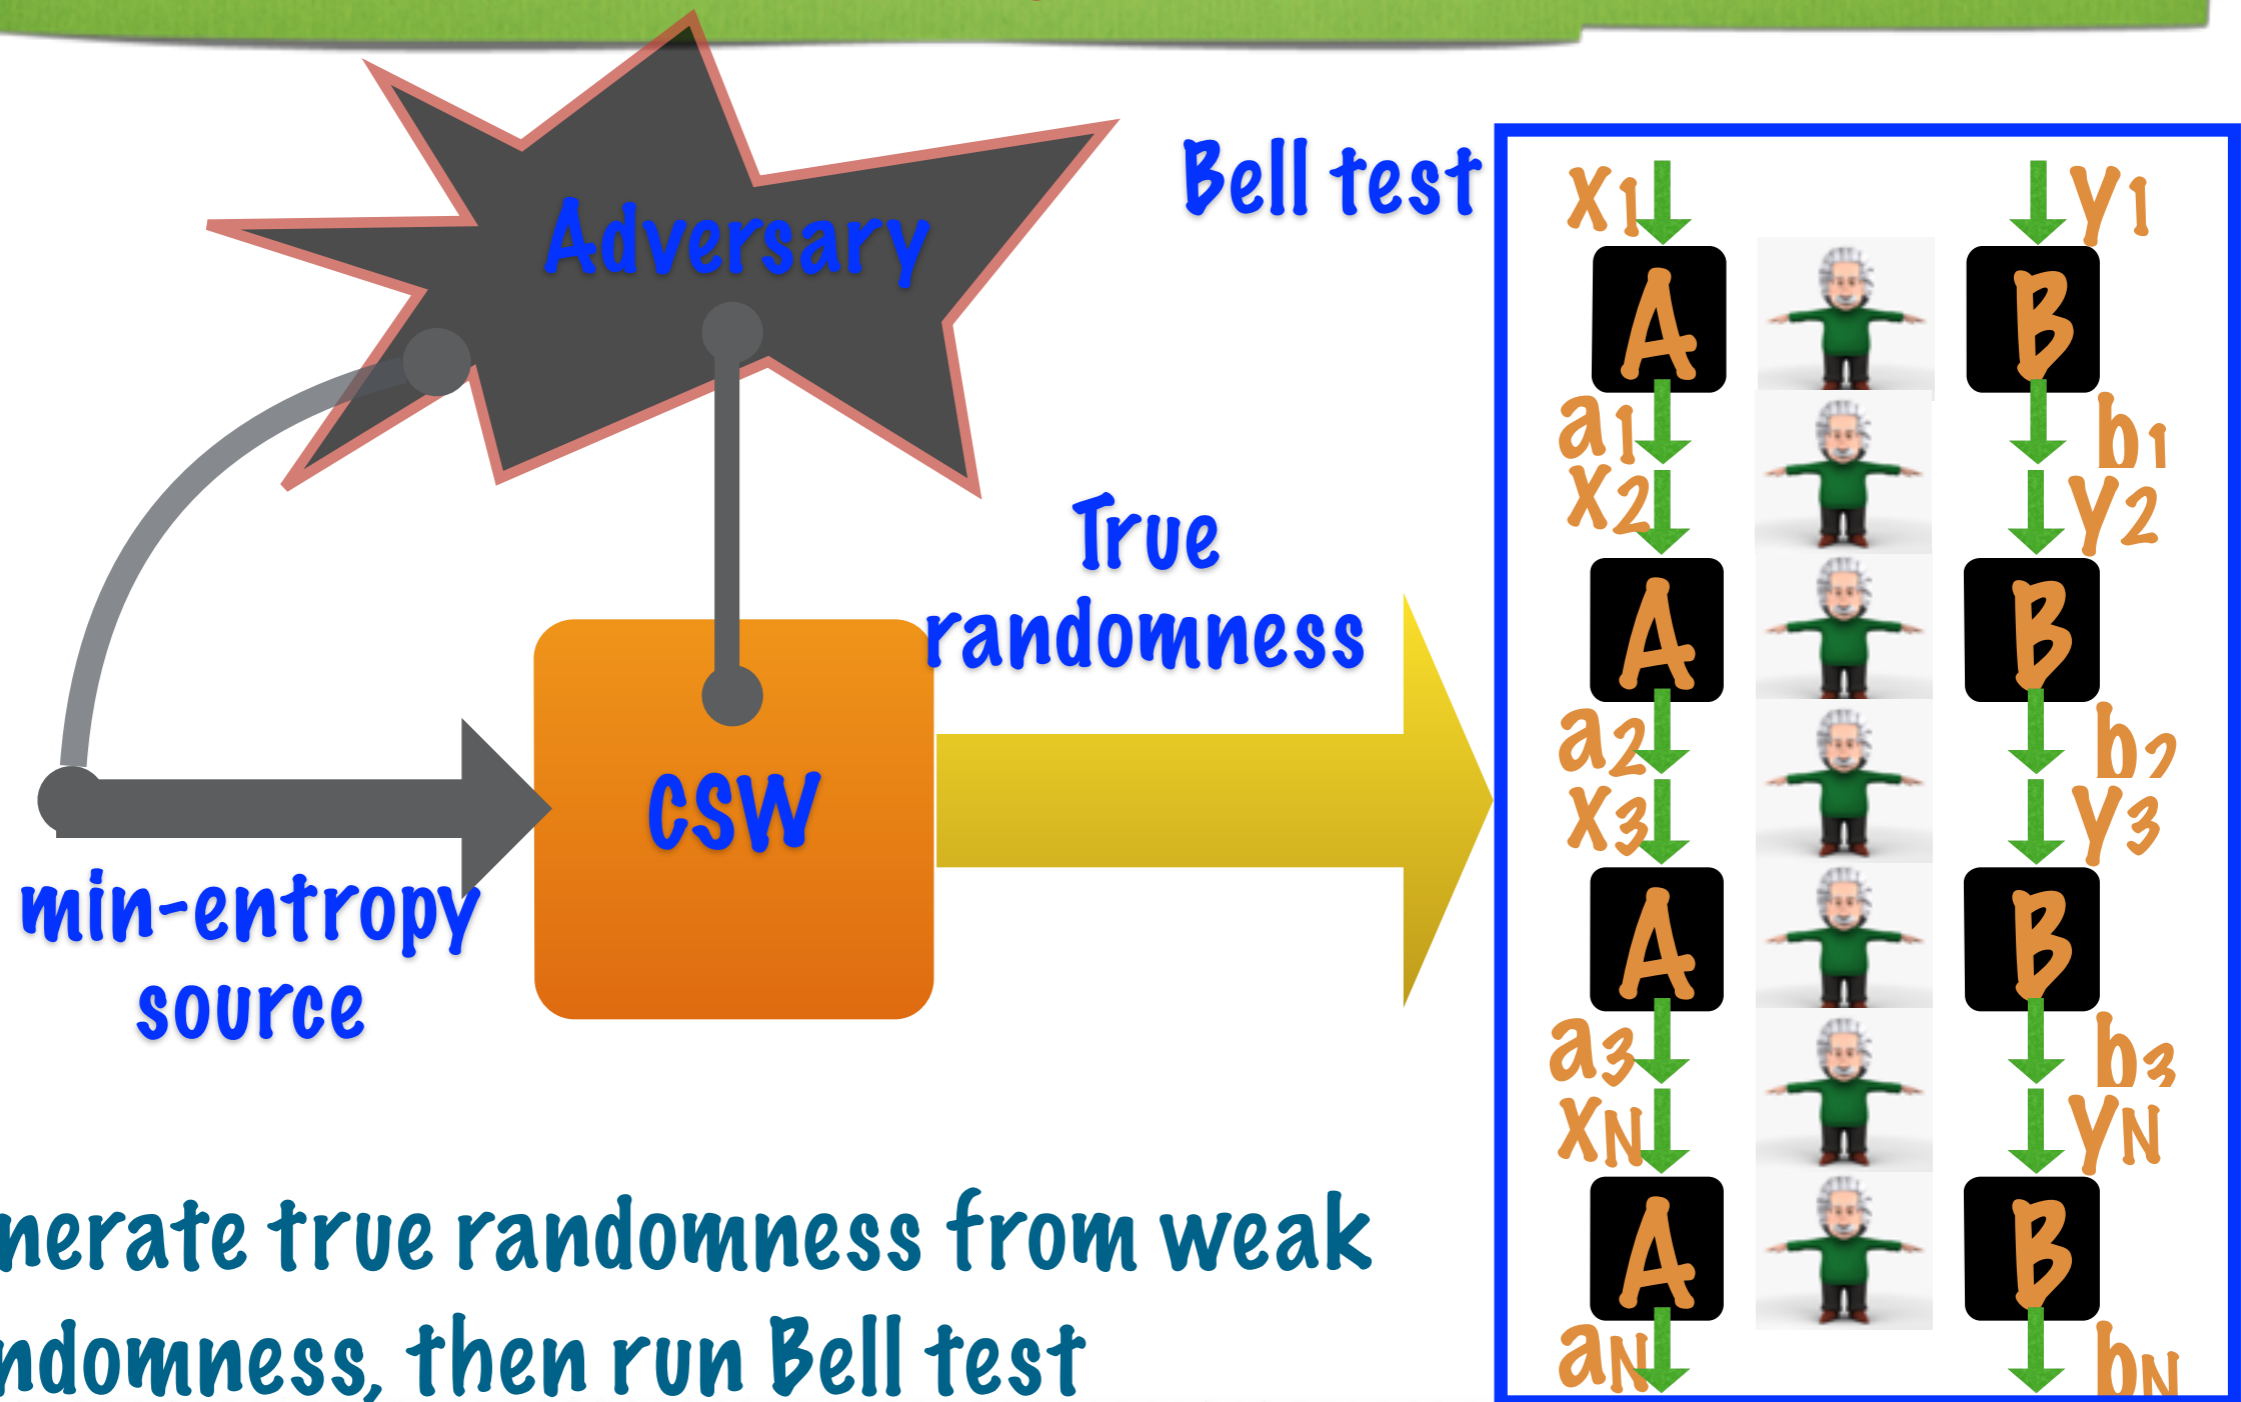 Adversary
Bell test
True
randomness
CSW
min-entropy
source
x1 y1
A B
a1 b1
x2 y2
A B
a2 b2
x3 y3
A B
a3 b3
xN yN
A B
aN bN
nerate true randomness from weak
ndomness, then run Bell test